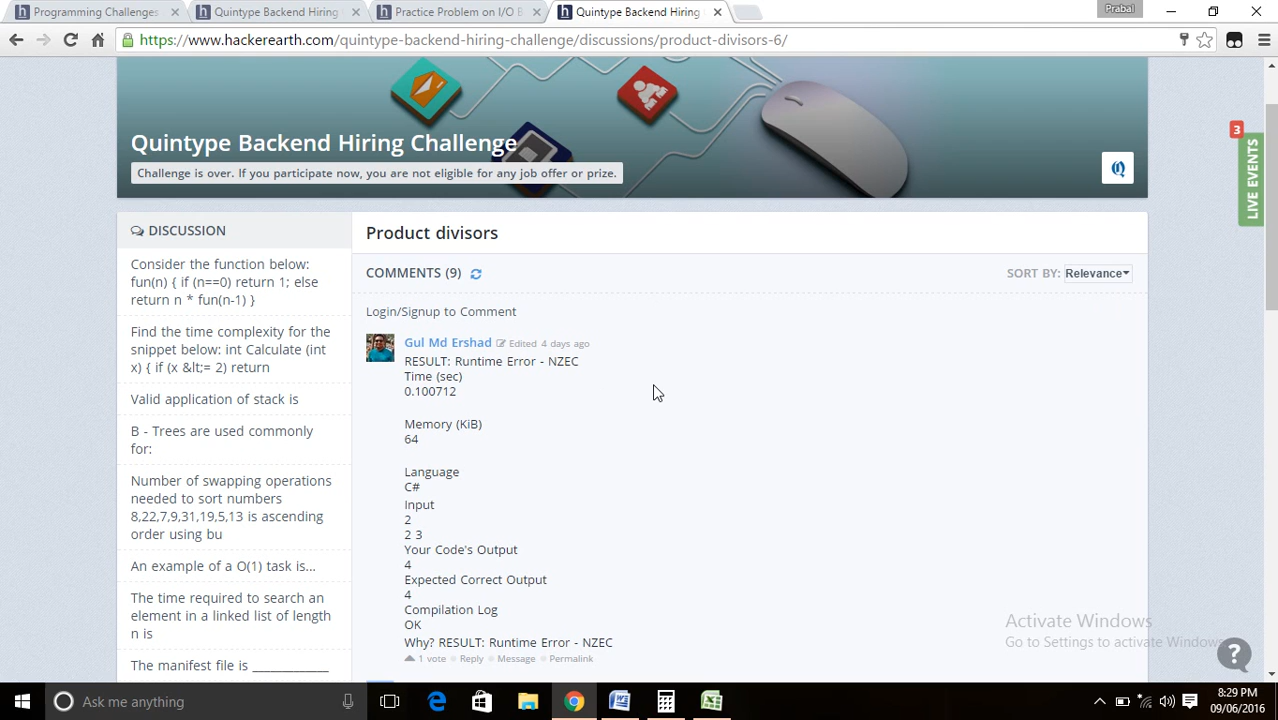 Programming Challenges
Quintype Backend Hiring
Practice Problem on I/O B
Quintype Backend Hiring
Prabal
https://www.hackerearth.com/quintype-backend-hiring-challenge/discussions/product-divisors-6/
Quintype Backend Hiring Challenge
Challenge is over. If you participate now, you are not eligible for any job offer or prize.
3
LIVE EVENTS
DISCUSSION
Consider the function below:
fun(n) { if (n==0) return 1; else
return n * fun(n-1) }
Find the time complexity for the
snippet below: int Calculate (int
x) { if (x &lt;= 2) return
Valid application of stack is
B - Trees are used commonly
for:
Number of swapping operations
needed to sort numbers
8,22,7,9,31,19,5,13 is ascending
order using bu
An example of a O(1) task is...
The time required to search an
element in a linked list of length
n is
The manifest file is _____________
Product divisors
COMMENTS (9)
SORT BY: Relevance
Login/Signup to Comment
Gul Md Ershad Edited 4 days ago
RESULT: Runtime Error - NZEC
Time (sec)
0.100712
Memory (KiB)
64
Language
C#
Input
2
2 3
Your Code's Output
4
Expected Correct Output
4
Compilation Log
OK
Why? RESULT: Runtime Error - NZEC
1 vote Reply Message Permalink
Activate Windows
Go to Settings to activate Windows.
?
Ask me anything
8:29 PM
09/06/2016